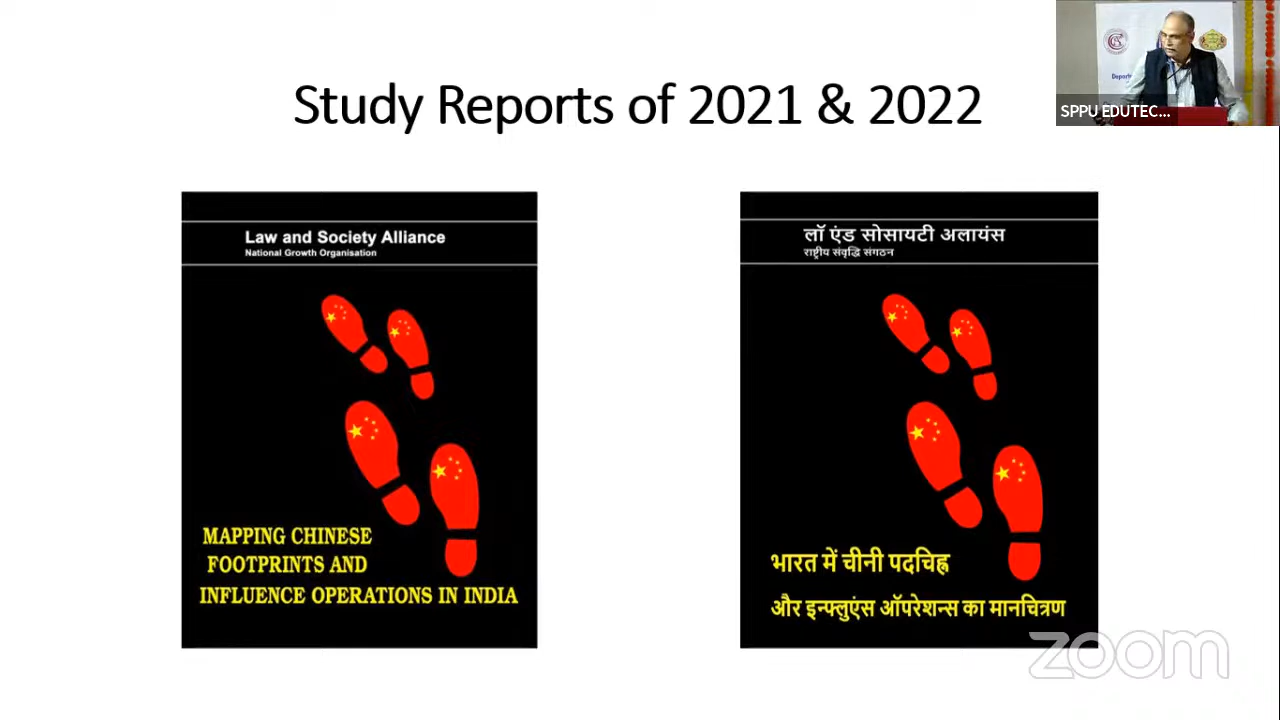 Study Reports of 2021 & 2022
SPPU EDUTEC...
Law and Society Alliance
National Growth Organisation
MAPPING CHINESE
FOOTPRINTS AND
INFLUENCE OPERATIONS IN INDIA
लॉ एंड सोसायटी अलायंस
राष्ट्रीय संवृद्धि संगठन
भारत में चीनी पदचिह्न
और इन्फ्लुएंस ऑपरेशन्स का मानचित्रण
zoom